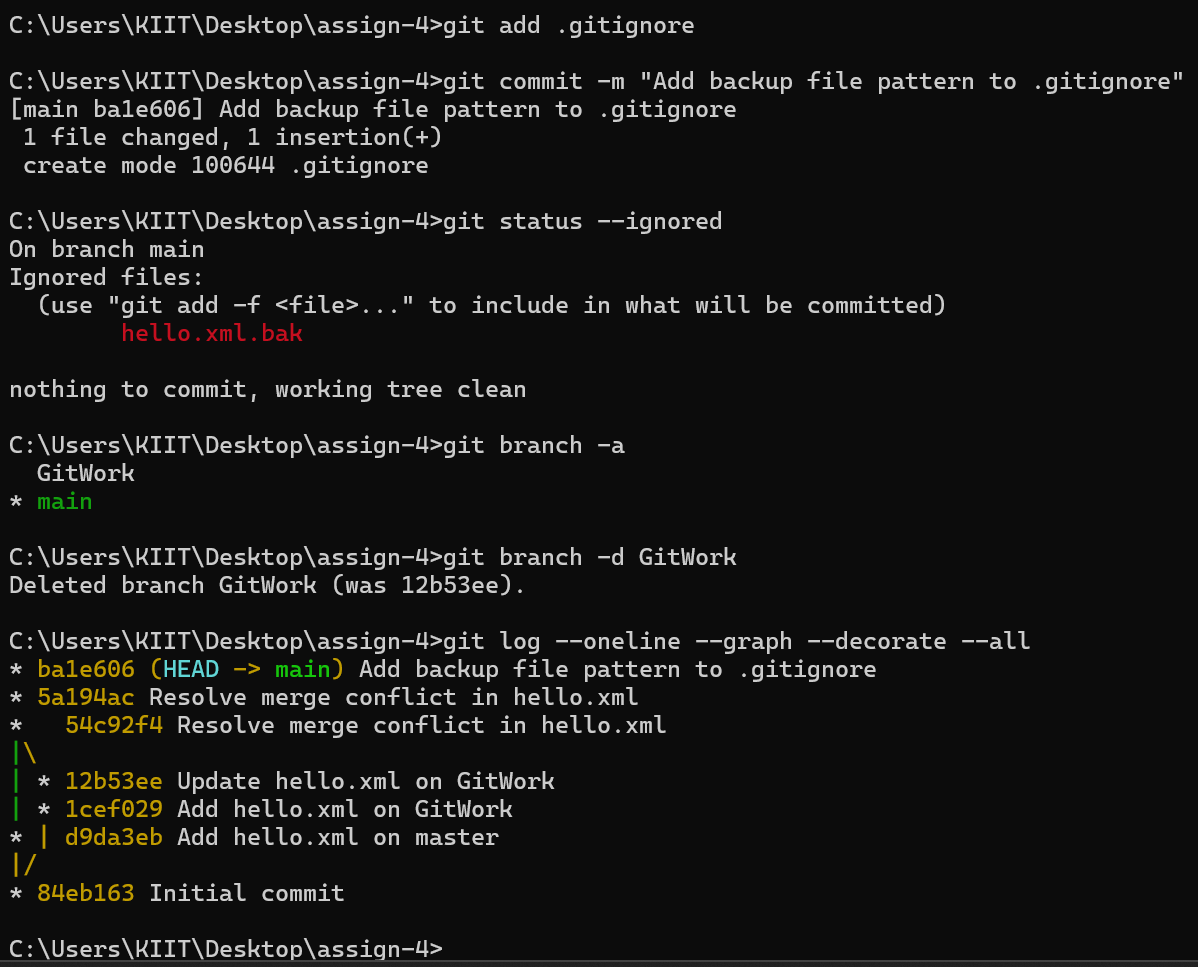 C:\Users\KIIT\Desktop\assign-4>git add .gitignore
C:\Users\KIIT\Desktop\assign-4>git commit -m "Add backup file pattern to .gitignore"
[main ba1e606] Add backup file pattern to .gitignore
 1 file changed, 1 insertion(+)
 create mode 100644 .gitignore
C:\Users\KIIT\Desktop\assign-4>git status --ignored
On branch main
Ignored files:
  (use "git add -f <file>..." to include in what will be committed)
        hello.xml.bak
nothing to commit, working tree clean
C:\Users\KIIT\Desktop\assign-4>git branch -a
  GitWork
* main
C:\Users\KIIT\Desktop\assign-4>git branch -d GitWork
Deleted branch GitWork (was 12b53ee).
C:\Users\KIIT\Desktop\assign-4>git log --oneline --graph --decorate --all
* ba1e606 (HEAD -> main) Add backup file pattern to .gitignore
* 5a194ac Resolve merge conflict in hello.xml
*   54c92f4 Resolve merge conflict in hello.xml
|\
| * 12b53ee Update hello.xml on GitWork
| * 1cef029 Add hello.xml on GitWork
* | d9da3eb Add hello.xml on master
|/
* 84eb163 Initial commit
C:\Users\KIIT\Desktop\assign-4>